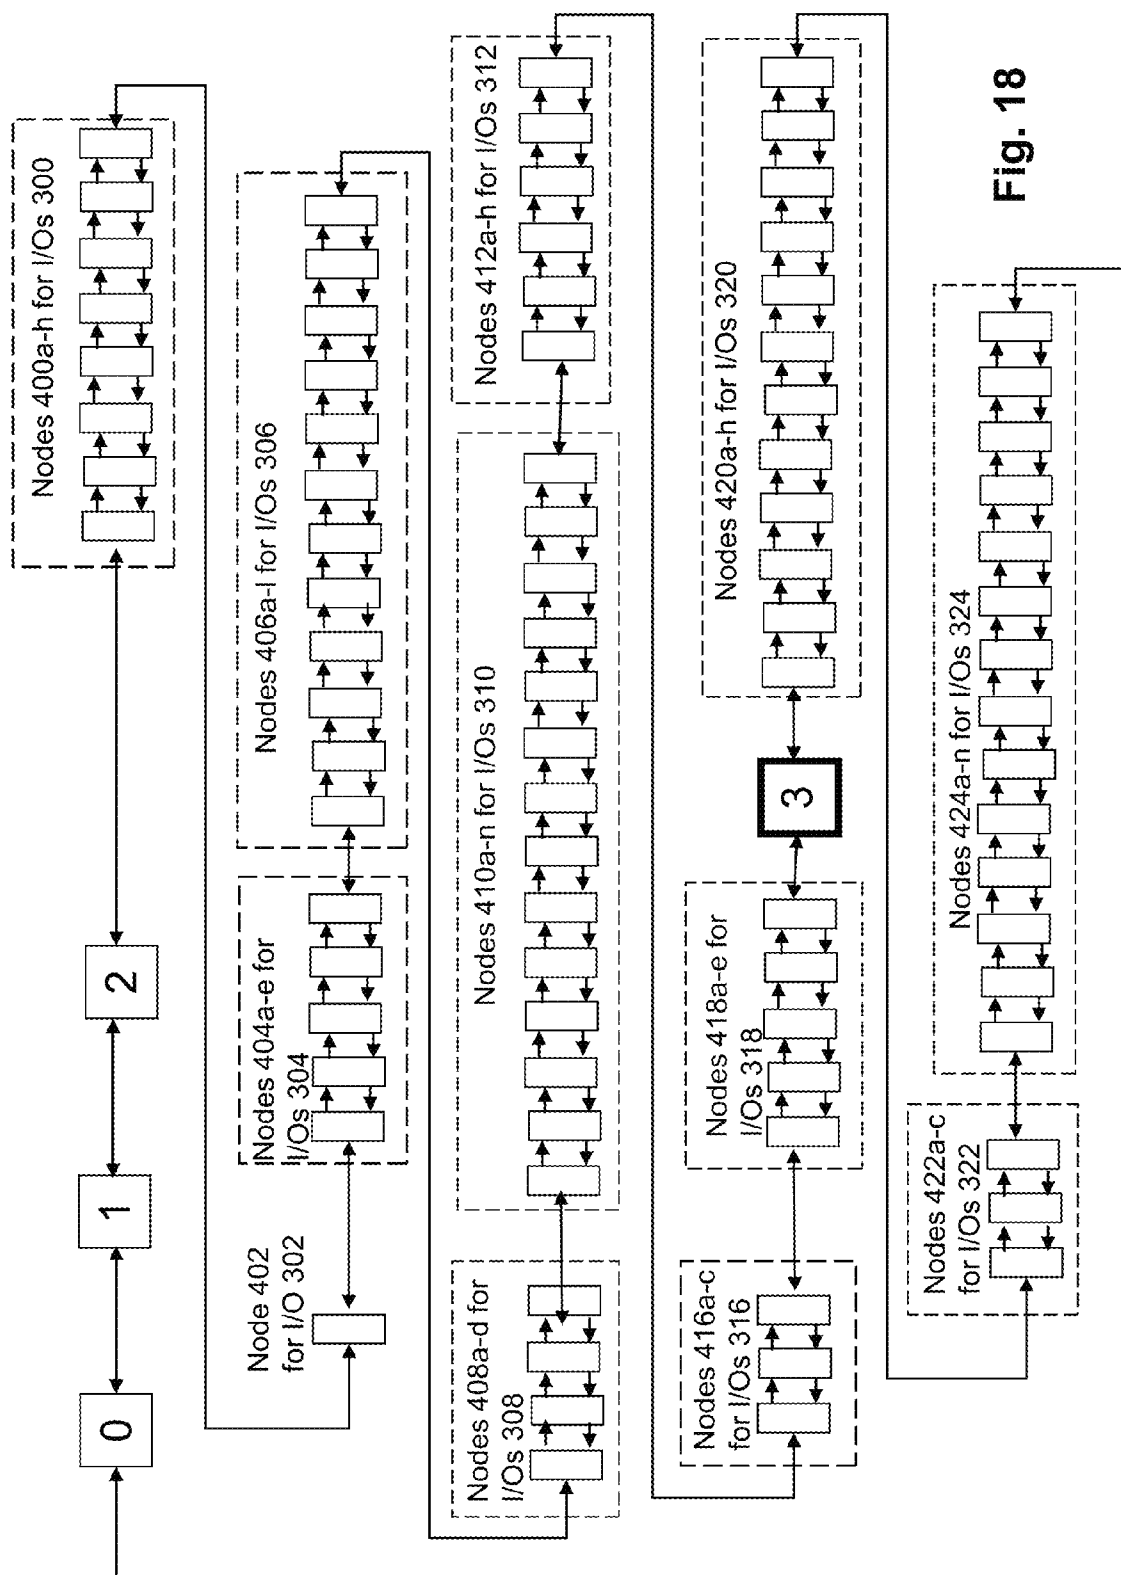 0
1
2
Nodes 400a-h for I/Os 300
Node 402
for I/O 302
Nodes 404a-e for
I/Os 304
Nodes 406a-l for I/Os 306
Nodes 408a-d for
I/Os 308
Nodes 410a-n for I/Os 310
Nodes 412a-h for I/Os 312
Nodes 416a-c
for I/Os 316
Nodes 418a-e for
I/Os 318
3
Nodes 420a-h for I/Os 320
Nodes 422a-c
for I/Os 322
Nodes 424a-n for I/Os 324
Fig. 18